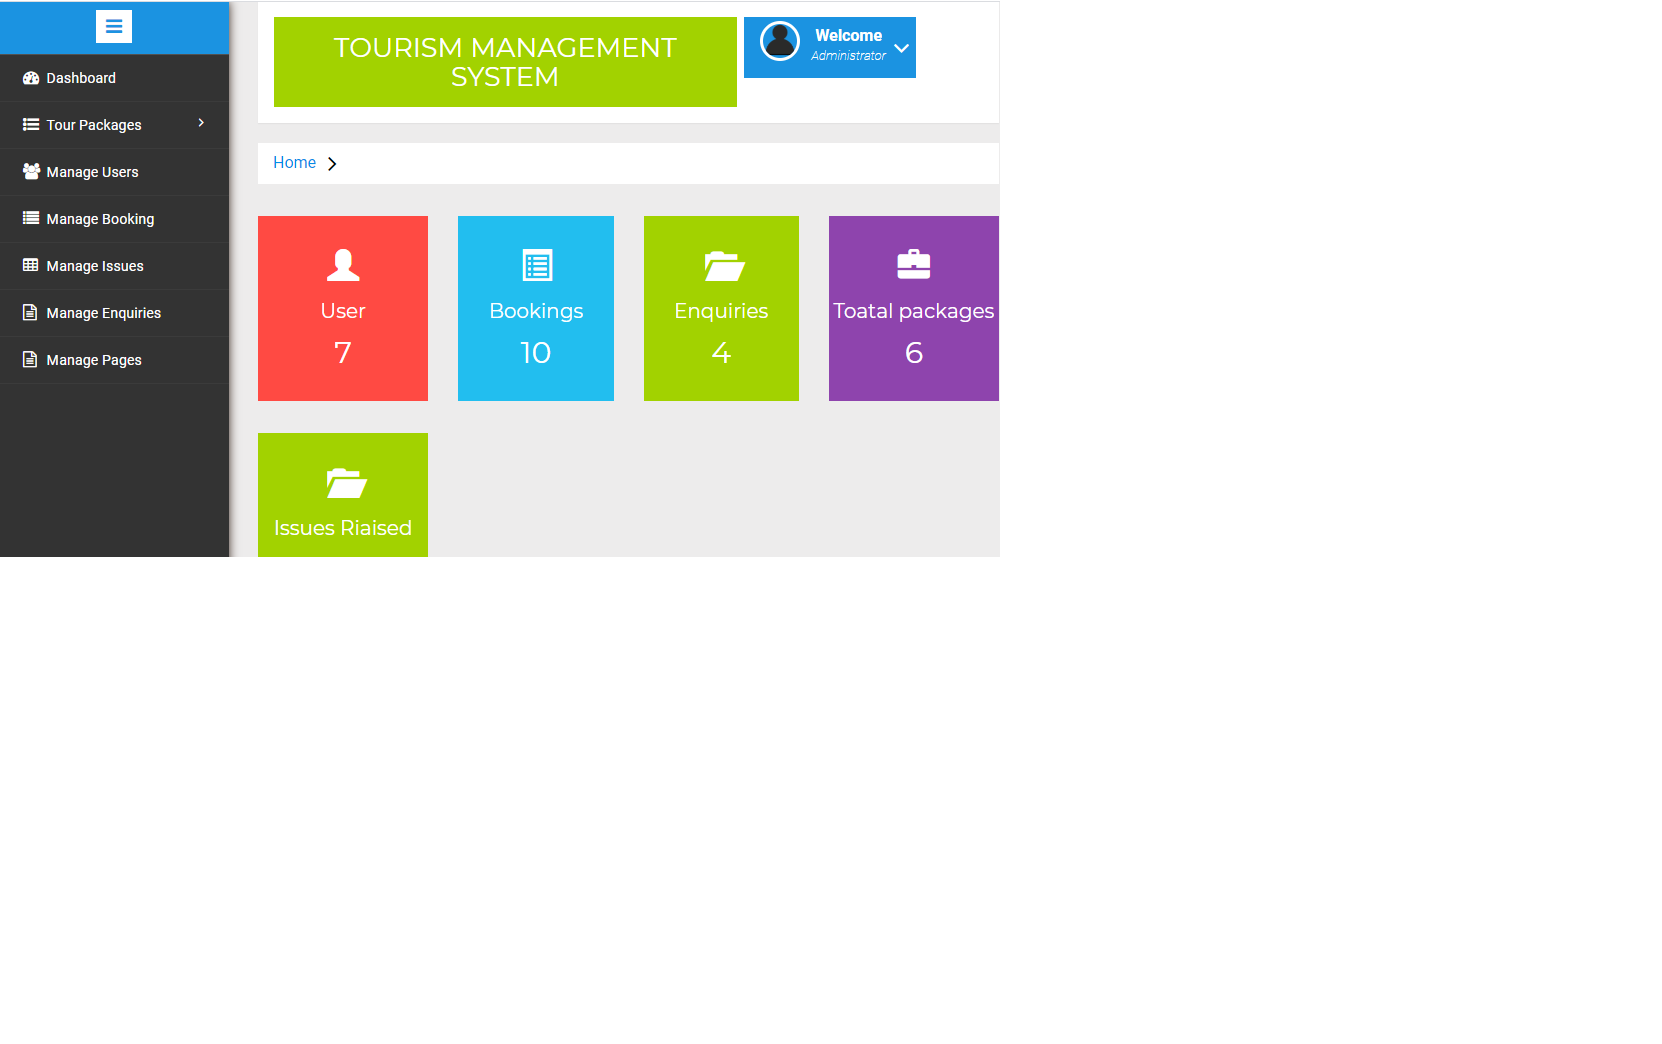 Dashboard
Tour Packages
Manage Users
Manage Booking
Manage Issues
Manage Enquiries
Manage Pages
TOURISM MANAGEMENT
SYSTEM
Welcome
Administrator
Home
User
7
Bookings
10
Enquiries
4
Toatal packages
6
Issues Riaised